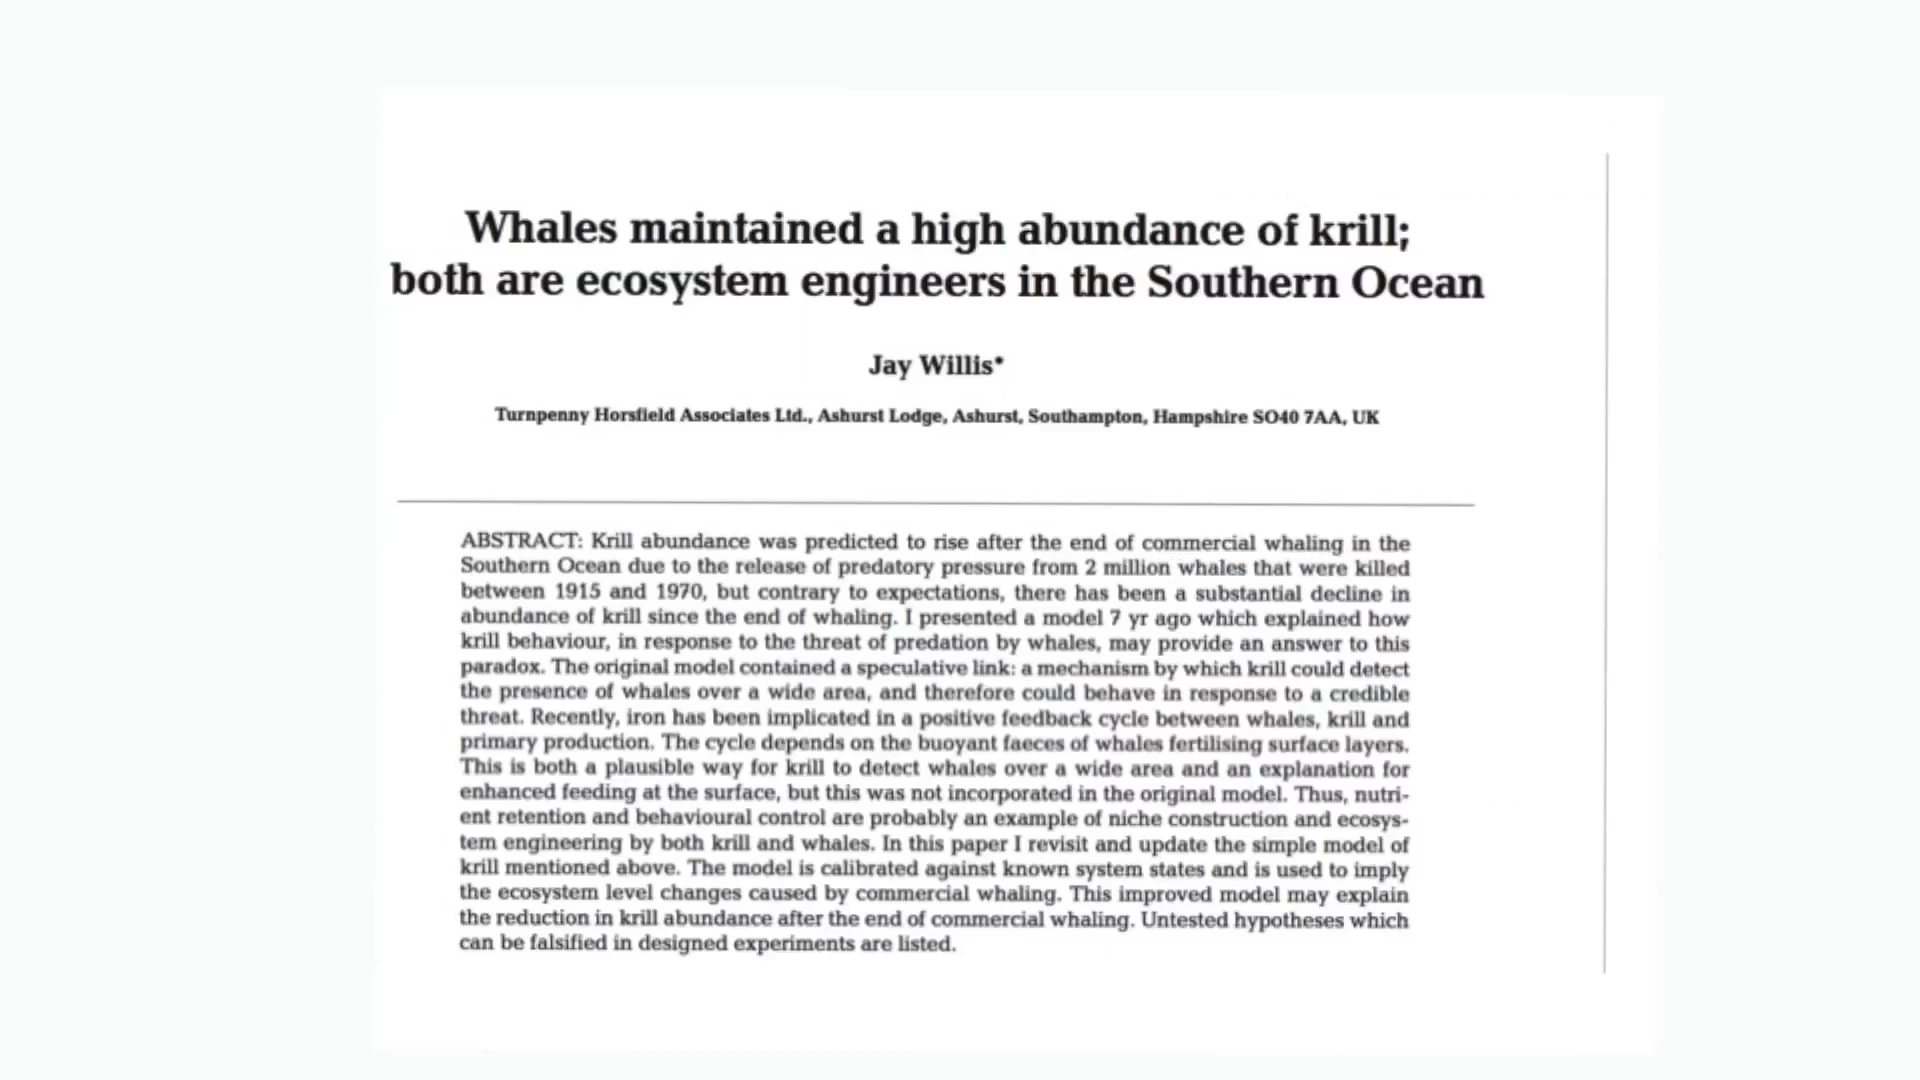 Whales maintained a high abundance of krill;
both are ecosystem engineers in the Southern Ocean
Jay Willis*
Turnpenny Horsfield Associates Ltd., Ashurst Lodge, Ashurst, Southampton, Hampshire SO40 7AA, UK
ABSTRACT: Krill abundance was predicted to rise after the end of commercial whaling in the
Southern Ocean due to the release of predatory pressure from 2 million whales that were killed
between 1915 and 1970, but contrary to expectations, there has been a substantial decline in
abundance of krill since the end of whaling. I presented a model 7 yr ago which explained how
krill behaviour, in response to the threat of predation by whales, may provide an answer to this
paradox. The original model contained a speculative link: a mechanism by which krill could detect
the presence of whales over a wide area, and therefore could behave in response to a credible
threat. Recently, iron has been implicated in a positive feedback cycle between whales, krill and
primary production. The cycle depends on the buoyant faeces of whales fertilising surface layers.
This is both a plausible way for krill to detect whales over a wide area and an explanation for
enhanced feeding at the surface, but this was not incorporated in the original model. Thus, nutri-
ent retention and behavioural control are probably an example of niche construction and ecosys-
tem engineering by both krill and whales. In this paper I revisit and update the simple model of
krill mentioned above. The model is calibrated against known system states and is used to imply
the ecosystem level changes caused by commercial whaling. This improved model may explain
the reduction in krill abundance after the end of commercial whaling. Untested hypotheses which
can be falsified in designed experiments are listed.